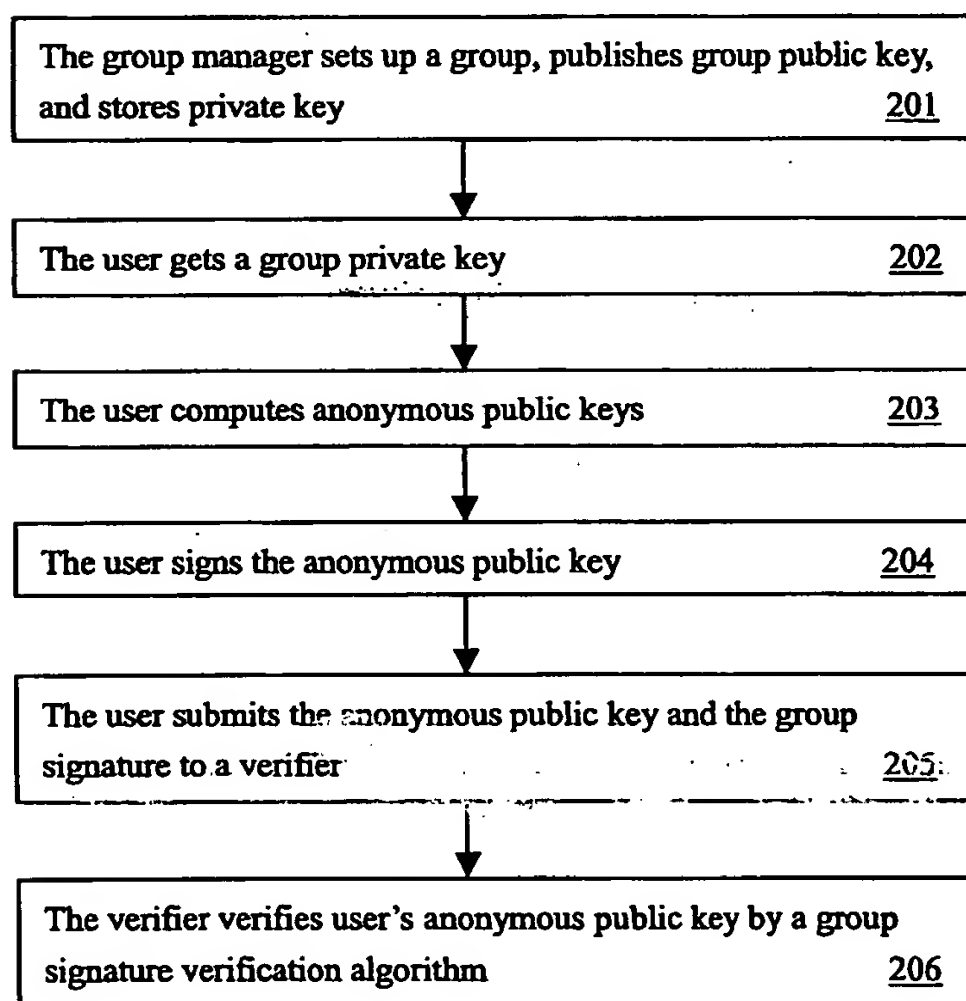 The group manager sets up a group, publishes group public key,
and stores private key 201
The user gets a group private key 202
The user computes anonymous public keys 203
The user signs the anonymous public key 204
The user submits the anonymous public key and the group
signature to a verifier 205
The verifier verifies user's anonymous public key by a group
signature verification algorithm 206